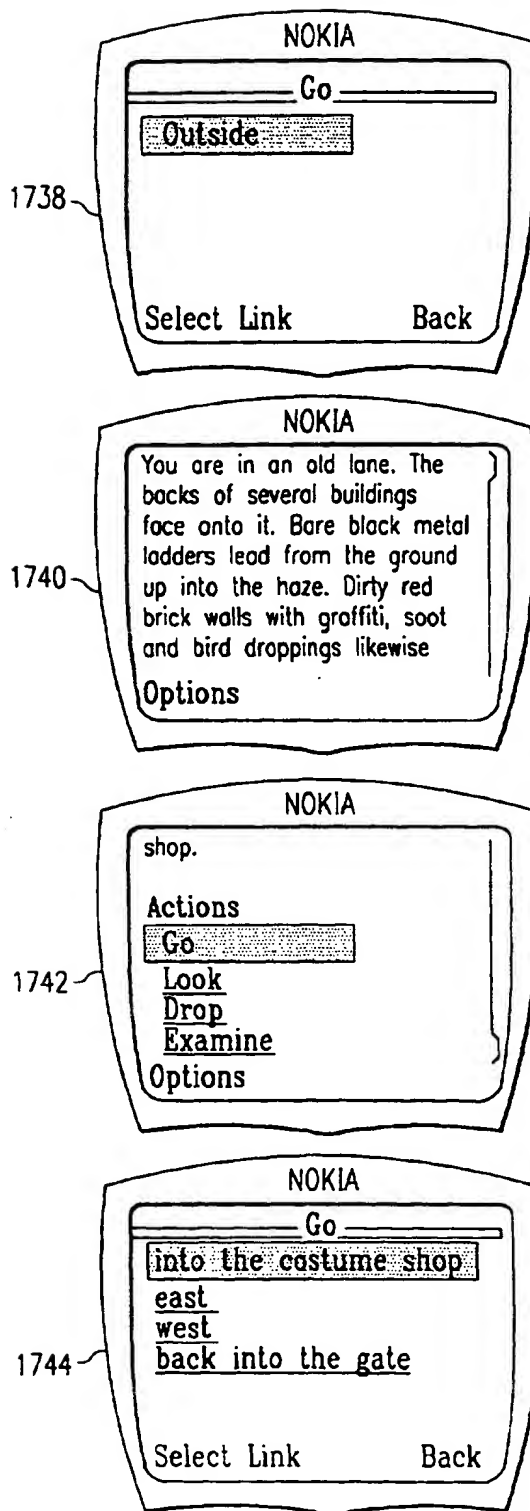 NOKIA
Go
Outside
1738
Select Link Back
NOKIA
You are in an old lane. The
backs of several buildings
face onto it. Bare black metal
ladders lead from the ground
1740
up into the haze. Dirty red
brick walls with graffiti, soot
and bird droppings likewise
Options
NOKIA
shop.
Actions
Go
1742
Look
Drop
Examine
Options
NOKIA
Go
into the costume shop
east
west
1744
back into the gate
Select Link Back